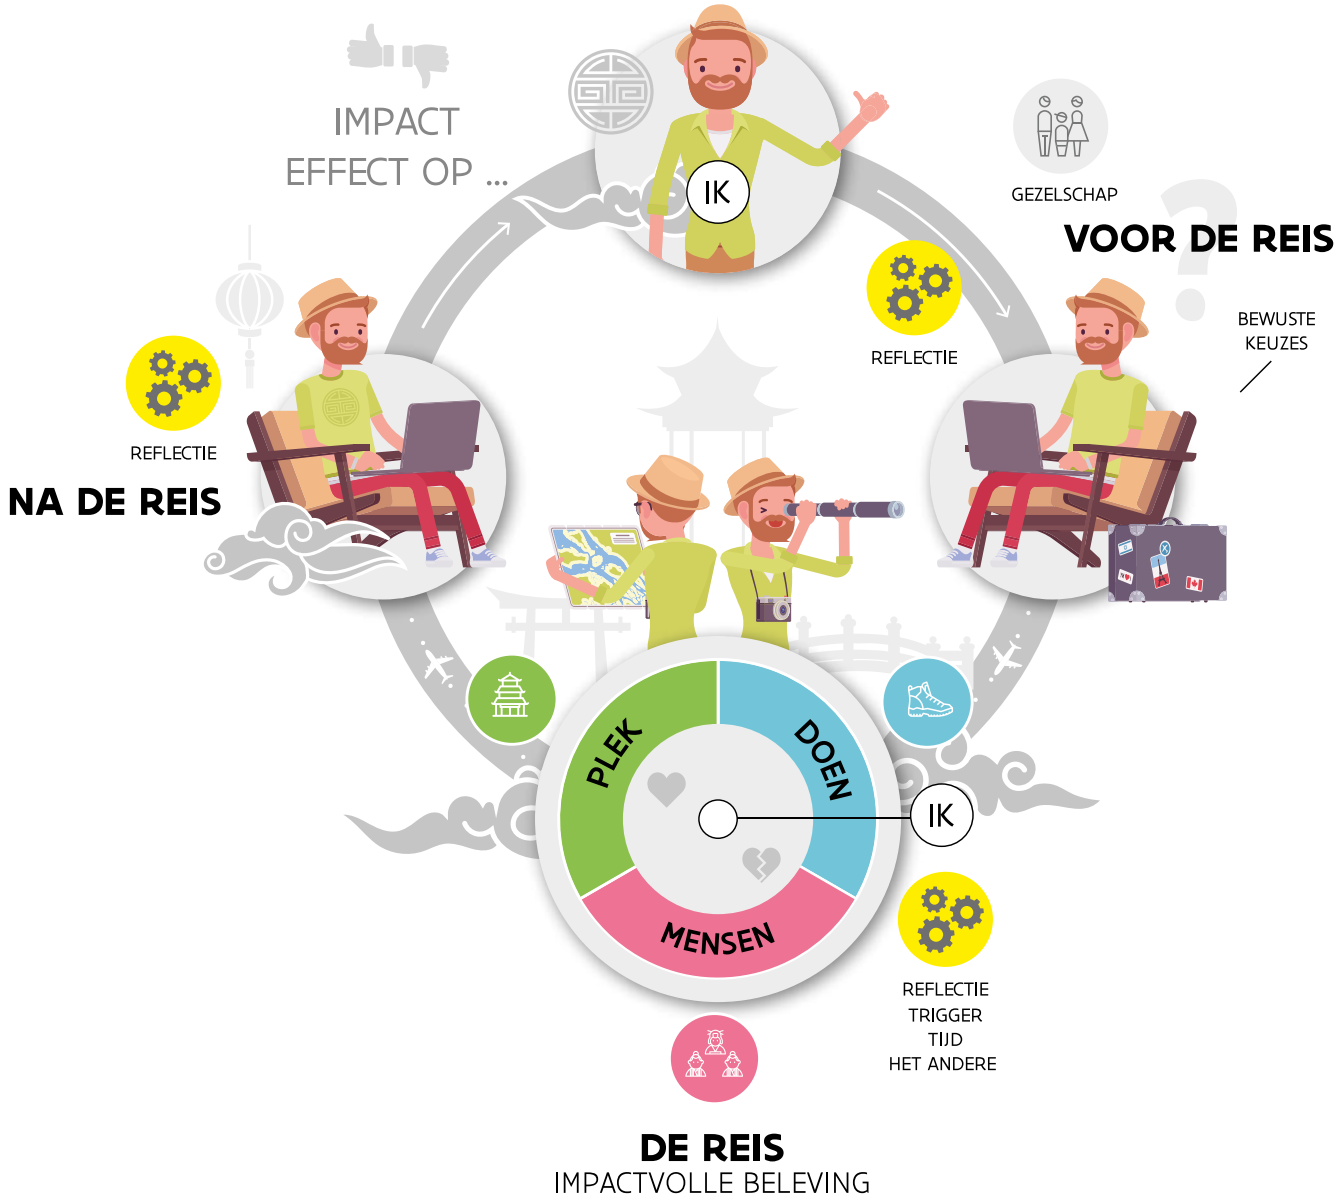 IMPACT
EFFECT OP ...
IK
GEZELSCHAP
VOOR DE REIS
BEWUSTE
KEUZES
REFLECTIE
REFLECTIE
NA DE REIS
PLEK
DOEN
MENSEN
IK
REFLECTIE
TRIGGER
TIJD
HET ANDERE
DE REIS
IMPACTVOLLE BELEVING